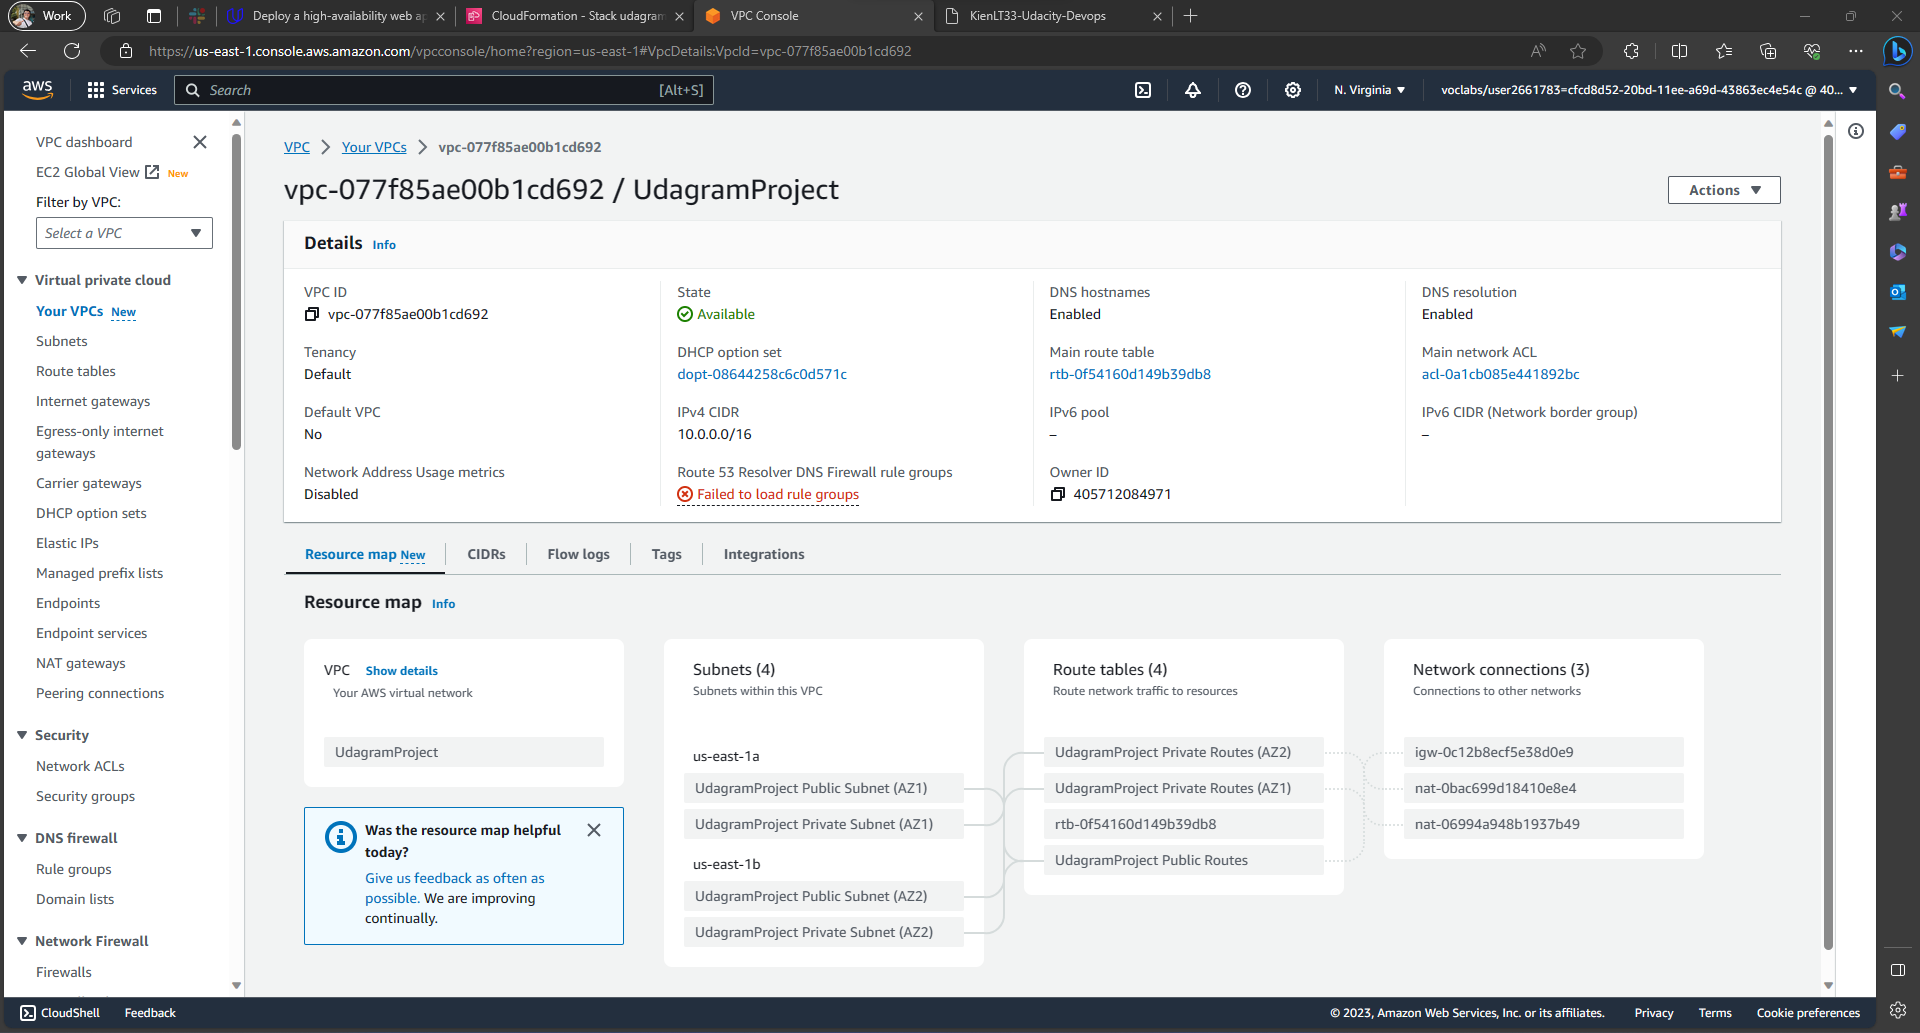 Work
Deploy a high-availability web ap
CloudFormation - Stack udagram
VPC Console
KienLT33-Udacity-Devops
https://us-east-1.console.aws.amazon.com/vpcconsole/home?region=us-east-1#VpcDetails:VpcId=vpc-077f85ae00b1cd692
aws
Services
Search
[Alt+S]
N. Virginia
voclabs/user2661783=cfcd8d52-20bd-11ee-a69d-43863ec4e54c @ 40...
VPC dashboard
EC2 Global View New
Filter by VPC:
Select a VPC
Virtual private cloud
Your VPCs New
Subnets
Route tables
Internet gateways
Egress-only internet
gateways
Carrier gateways
DHCP option sets
Elastic IPs
Managed prefix lists
Endpoints
Endpoint services
NAT gateways
Peering connections
Security
Network ACLs
Security groups
DNS firewall
Rule groups
Domain lists
Network Firewall
Firewalls
VPC
Your VPCs
vpc-077f85ae00b1cd692
vpc-077f85ae00b1cd692 / UdagramProject
Actions
Details Info
VPC ID
vpc-077f85ae00b1cd692
State
Available
DNS hostnames
Enabled
DNS resolution
Enabled
Tenancy
Default
DHCP option set
dopt-08644258c6c0d571c
Main route table
rtb-0f54160d149b39db8
Main network ACL
acl-0a1cb085e441892bc
Default VPC
No
IPv4 CIDR
10.0.0.0/16
IPv6 pool
–
IPv6 CIDR (Network border group)
–
Network Address Usage metrics
Disabled
Route 53 Resolver DNS Firewall rule groups
Failed to load rule groups
Owner ID
405712084971
Resource map New
CIDRs
Flow logs
Tags
Integrations
Resource map Info
VPC Show details
Your AWS virtual network
UdagramProject
Was the resource map helpful
today?
Give us feedback as often as
possible. We are improving
continually.
Subnets (4)
Subnets within this VPC
us-east-1a
UdagramProject Public Subnet (AZ1)
UdagramProject Private Subnet (AZ1)
us-east-1b
UdagramProject Public Subnet (AZ2)
UdagramProject Private Subnet (AZ2)
Route tables (4)
Route network traffic to resources
UdagramProject Private Routes (AZ2)
UdagramProject Private Routes (AZ1)
rtb-0f54160d149b39db8
UdagramProject Public Routes
Network connections (3)
Connections to other networks
igw-0c12b8ecf5e38d0e9
nat-0bac699d18410e8e4
nat-06994a948b1937b49
CloudShell
Feedback
© 2023, Amazon Web Services, Inc. or its affiliates.
Privacy
Terms
Cookie preferences